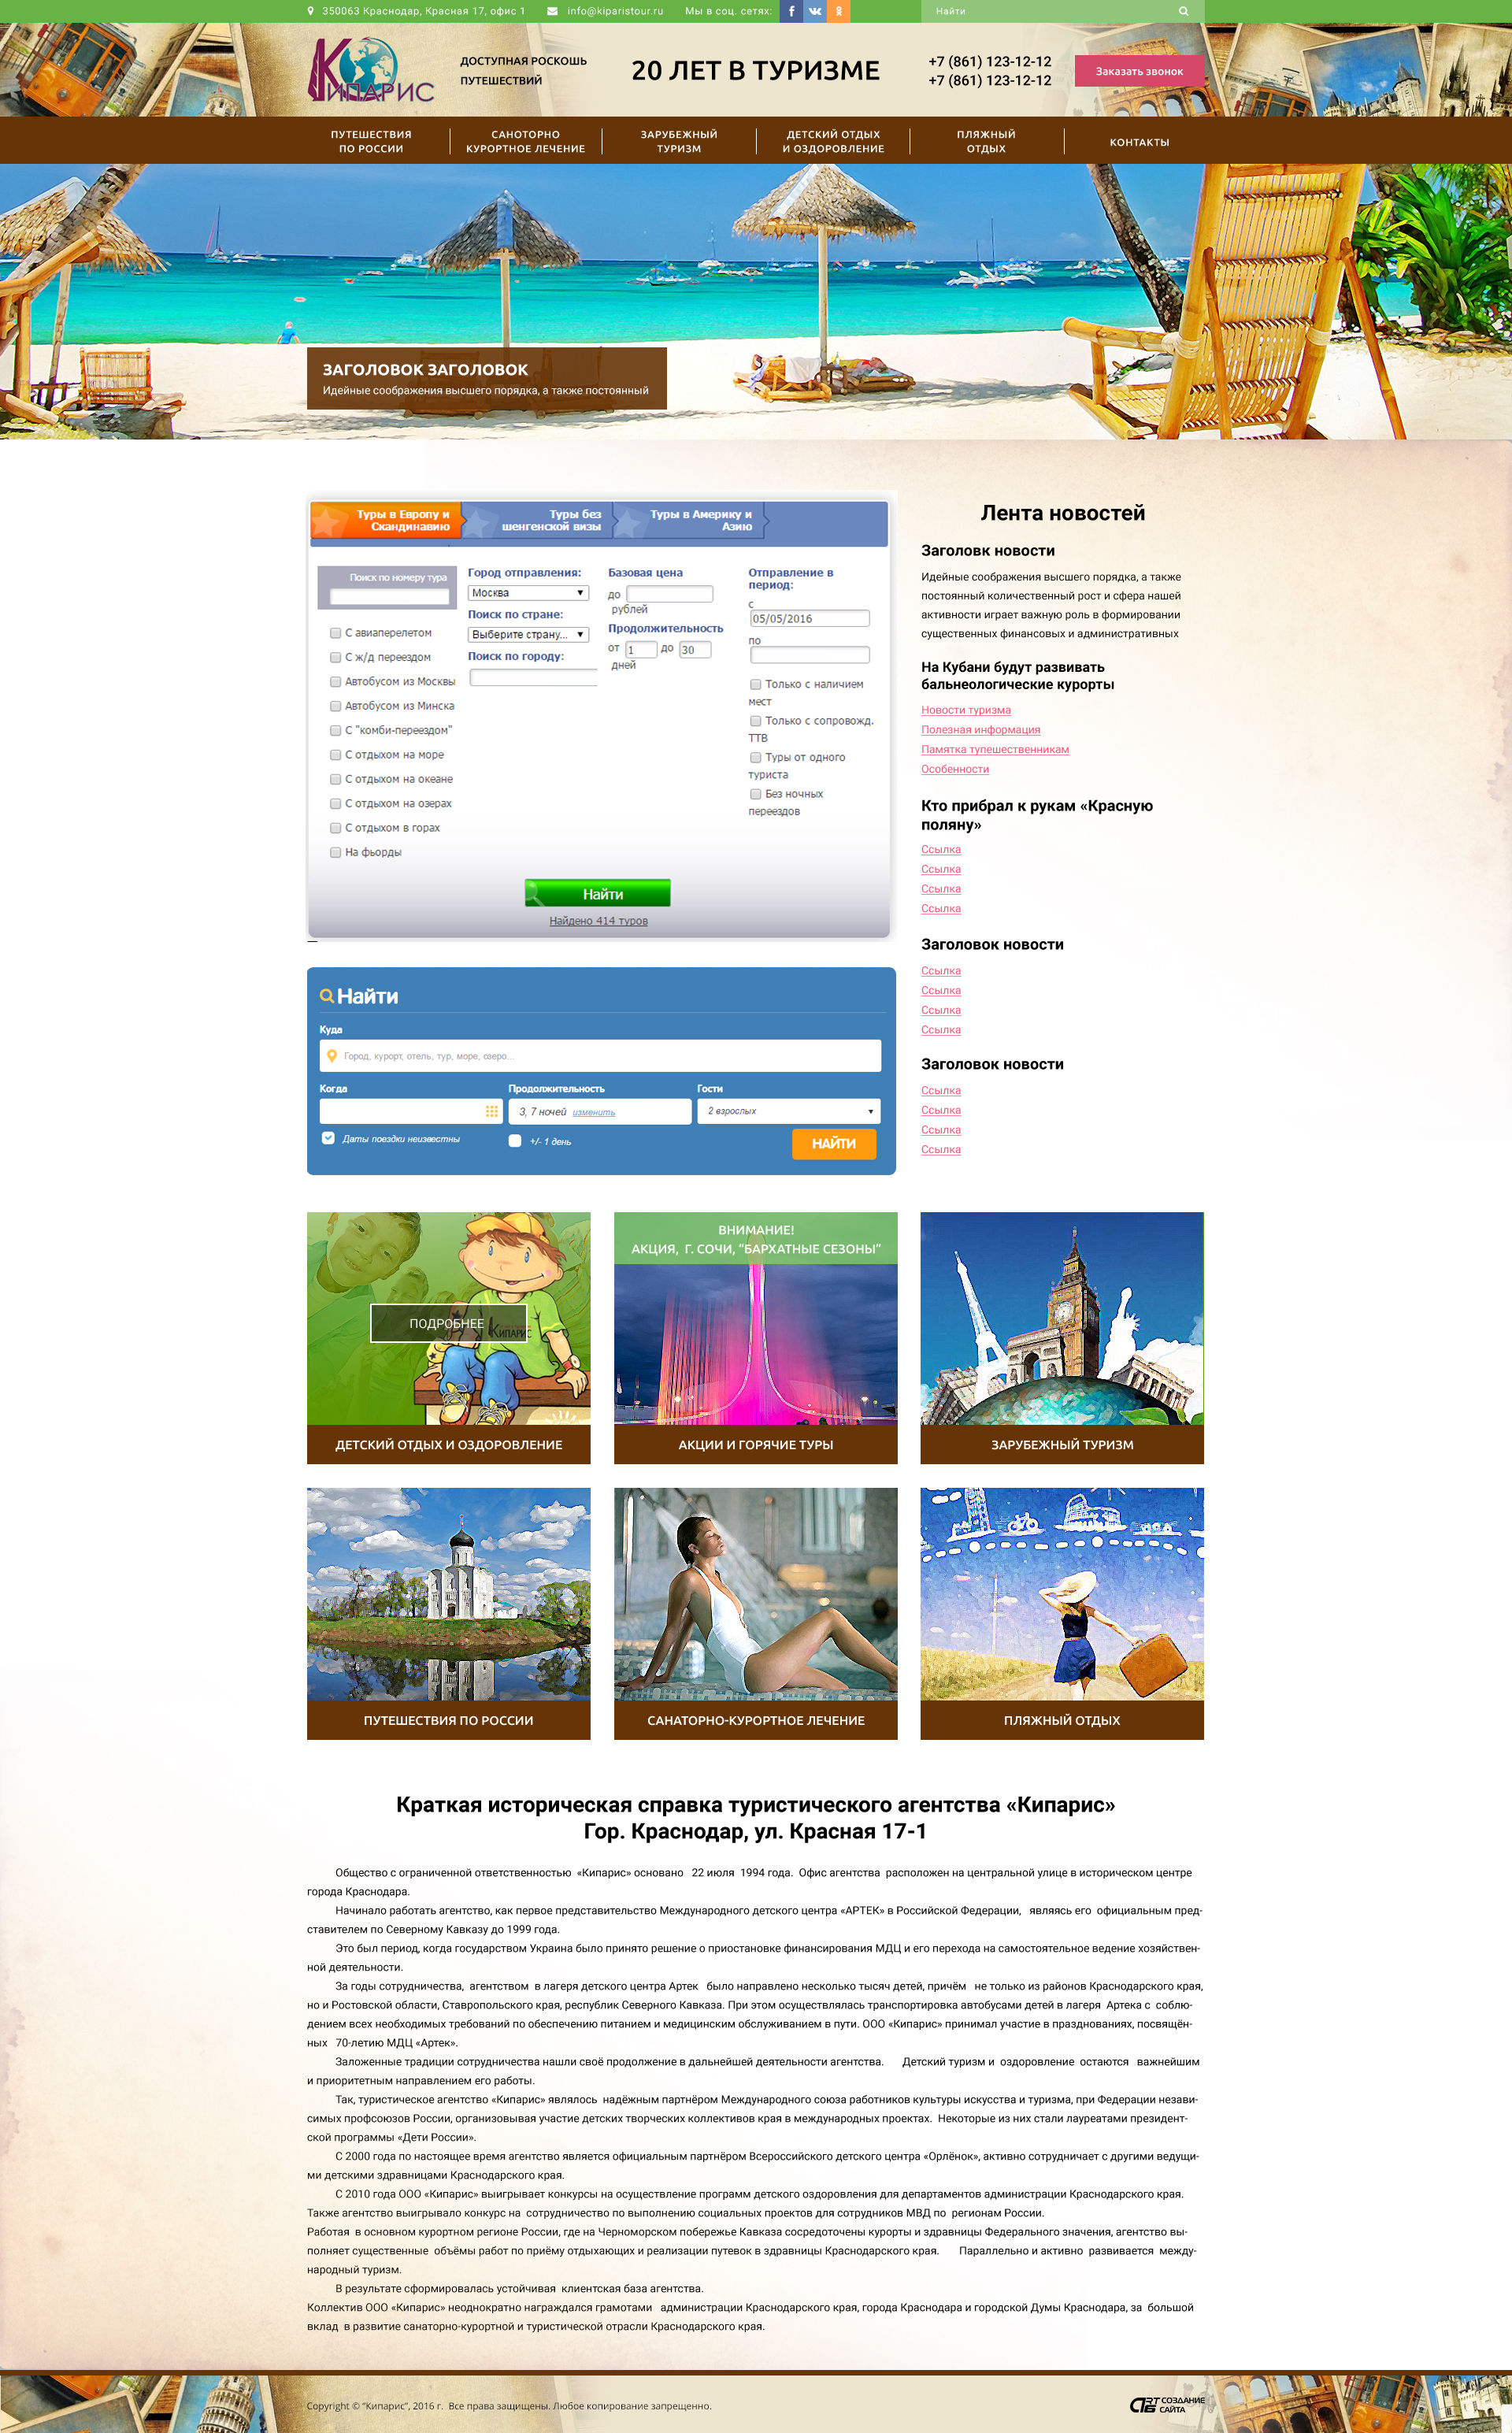 350063 Краснодар, Красная 17, офис 1
info@kiparistour.ru
Мы в соц. сетях:
Найти
Кипарис
ДОСТУПНАЯ РОСКОШЬ
ПУТЕШЕСТВИЙ
20 ЛЕТ В ТУРИЗМЕ
+7 (861) 123-12-12
+7 (861) 123-12-12
Заказать звонок
ПУТЕШЕСТВИЯ
ПО РОССИИ
САНОТОРНО
КУРОРТНОЕ ЛЕЧЕНИЕ
ЗАРУБЕЖНЫЙ
ТУРИЗМ
ДЕТСКИЙ ОТДЫХ
И ОЗДОРОВЛЕНИЕ
ПЛЯЖНЫЙ
ОТДЫХ
КОНТАКТЫ
ЗАГОЛОВОК ЗАГОЛОВОК
Идейные соображения высшего порядка, а также постоянный
Туры в Европу и
Скандинавию
Туры без
шенгенской визы
Туры в Америку и
Азию
Поиск по номеру тура
С авиаперелетом
С ж/д переездом
Автобусом из Москвы
Автобусом из Минска
С "комби-переездом"
С отдыхом на море
С отдыхом на океане
С отдыхом на озерах
С отдыхом в горах
На фьорды
Город отправления:
Москва
Поиск по стране:
Выберите страну...
Поиск по городу:
Базовая цена
до
рублей
Продолжительность
от 1 до 30
дней
Отправление в
период:
с
05/05/2016
по
Только с наличием
мест
Только с сопровожд.
ТТВ
Туры от одного
туриста
Без ночных
переездов
Найти
Найдено 414 туров
Лента новостей
Заголовк новости
Идейные соображения высшего порядка, а также
постоянный количественный рост и сфера нашей
активности играет важную роль в формировании
существенных финансовых и административных
На Кубани будут развивать
бальнеологические курорты
Новости туризма
Полезная информация
Памятка тупешественникам
Особенности
Кто прибрал к рукам «Красную
поляну»
Ссылка
Ссылка
Ссылка
Ссылка
Заголовок новости
Ссылка
Ссылка
Ссылка
Ссылка
Заголовок новости
Ссылка
Ссылка
Ссылка
Ссылка
Найти
Куда
Город, курорт, отель, тур, море, озеро...
Когда
Продолжительность
Гости
3, 7 ночей изменить
2 взрослых
Даты поездки неизвестны
+/- 1 день
НАЙТИ
ПОДРОБНЕЕ
Кипарис
ДЕТСКИЙ ОТДЫХ И ОЗДОРОВЛЕНИЕ
ВНИМАНИЕ!
АКЦИЯ, Г. СОЧИ, "БАРХАТНЫЕ СЕЗОНЫ"
АКЦИИ И ГОРЯЧИЕ ТУРЫ
ЗАРУБЕЖНЫЙ ТУРИЗМ
ПУТЕШЕСТВИЯ ПО РОССИИ
САНАТОРНО-КУРОРТНОЕ ЛЕЧЕНИЕ
ПЛЯЖНЫЙ ОТДЫХ
Краткая историческая справка туристического агентства «Кипарис»
Гор. Краснодар, ул. Красная 17-1
Общество с ограниченной ответственностью «Кипарис» основано 22 июля 1994 года. Офис агентства расположен на центральной улице в историческом центре
города Краснодара.
Начинало работать агентство, как первое представительство Международного детского центра «АРТЕК» в Российской Федерации, являясь его официальным пред-
ставителем по Северному Кавказу до 1999 года.
Это был период, когда государством Украина было принято решение о приостановке финансирования МДЦ и его перехода на самостоятельное ведение хозяйствен-
ной деятельности.
За годы сотрудничества, агентством в лагеря детского центра Артек было направлено несколько тысяч детей, причём не только из районов Краснодарского края,
но и Ростовской области, Ставропольского края, республик Северного Кавказа. При этом осуществлялась транспортировка автобусами детей в лагеря Артека с соблю-
дением всех необходимых требований по обеспечению питанием и медицинским обслуживанием в пути. ООО «Кипарис» принимал участие в празднованиях, посвящён-
ных 70-летию МДЦ «Артек».
Заложенные традиции сотрудничества нашли своё продолжение в дальнейшей деятельности агентства. Детский туризм и оздоровление остаются важнейшим
и приоритетным направлением его работы.
Так, туристическое агентство «Кипарис» являлось надёжным партнёром Международного союза работников культуры искусства и туризма, при Федерации незави-
симых профсоюзов России, организовывая участие детских творческих коллективов края в международных проектах. Некоторые из них стали лауреатами президент-
ской программы «Дети России».
С 2000 года по настоящее время агентство является официальным партнёром Всероссийского детского центра «Орлёнок», активно сотрудничает с другими ведущи-
ми детскими здравницами Краснодарского края.
С 2010 года ООО «Кипарис» выигрывает конкурсы на осуществление программ детского оздоровления для департаментов администрации Краснодарского края.
Также агентство выигрывало конкурс на сотрудничество по выполнению социальных проектов для сотрудников МВД по регионам России.
Работая в основном курортном регионе России, где на Черноморском побережье Кавказа сосредоточены курорты и здравницы Федерального значения, агентство вы-
полняет существенные объёмы работ по приёму отдыхающих и реализации путевок в здравницы Краснодарского края. Параллельно и активно развивается между-
народный туризм.
В результате сформировалась устойчивая клиентская база агентства.
Коллектив ООО «Кипарис» неоднократно награждался грамотами администрации Краснодарского края, города Краснодара и городской Думы Краснодара, за большой
вклад в развитие санаторно-курортной и туристической отрасли Краснодарского края.
Copyright © "Кипарис", 2016 г. Все права защищены. Любое копирование запрещенно.
СОЗДАНИЕ
САЙТА